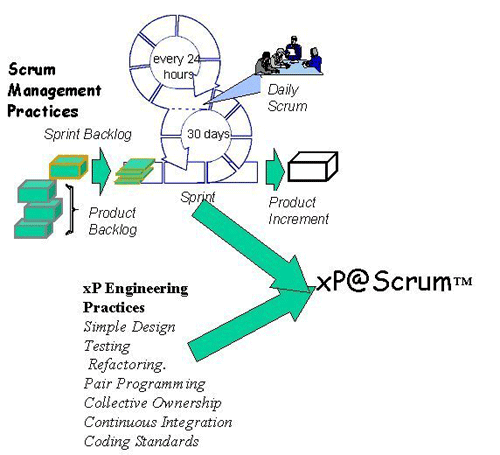 Scrum
Management
Practices
every 24
hours
Daily
Scrum
Sprint Backlog
30 days
Sprint
Product
Backlog
Product
Increment
xP@Scrum™
xP Engineering
Practices
Simple Design
Testing
Refactoring.
Pair Programming
Collective Ownership
Continuous Integration
Coding Standards